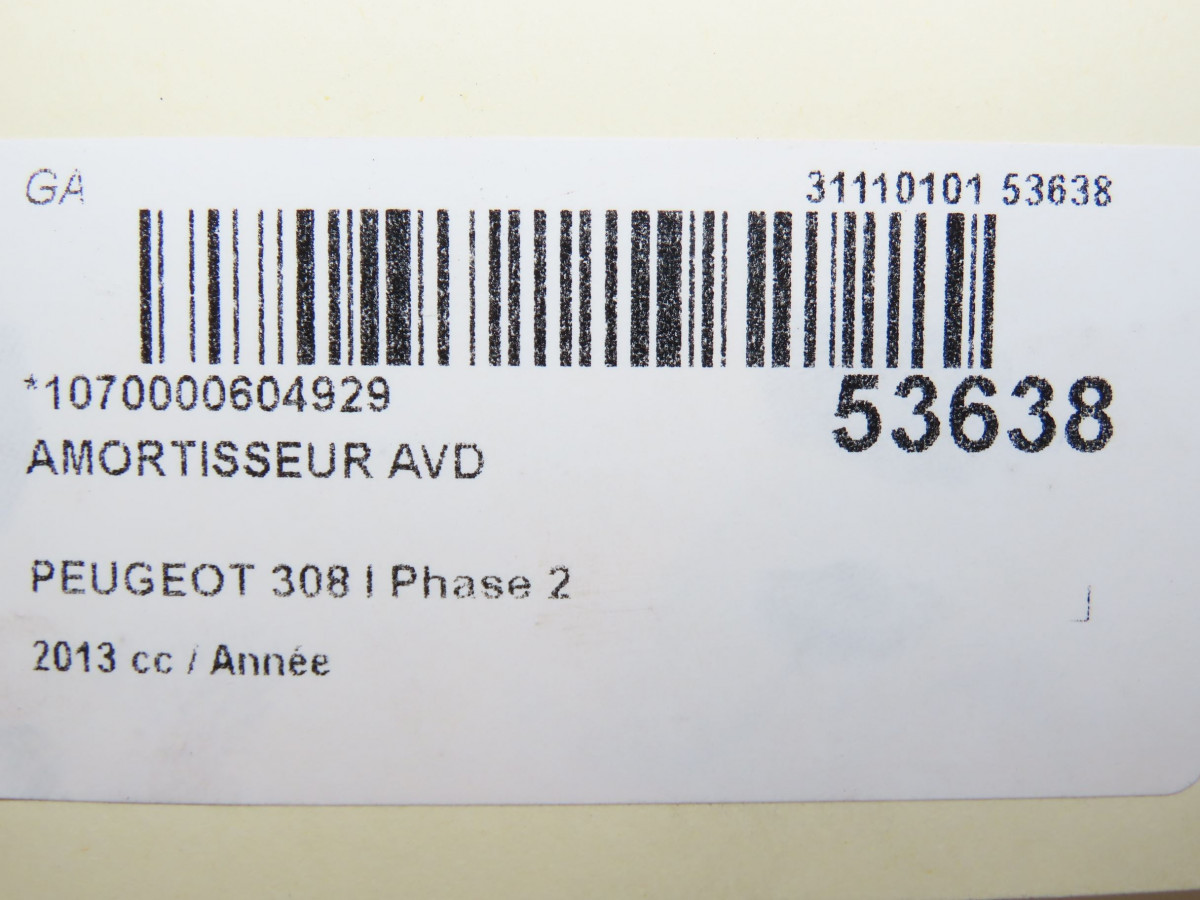 GA 31110101 53638
*1070000604929
53638
AMORTISSEUR AVD
PEUGEOT 308 I Phase 2
2013 cc / Année